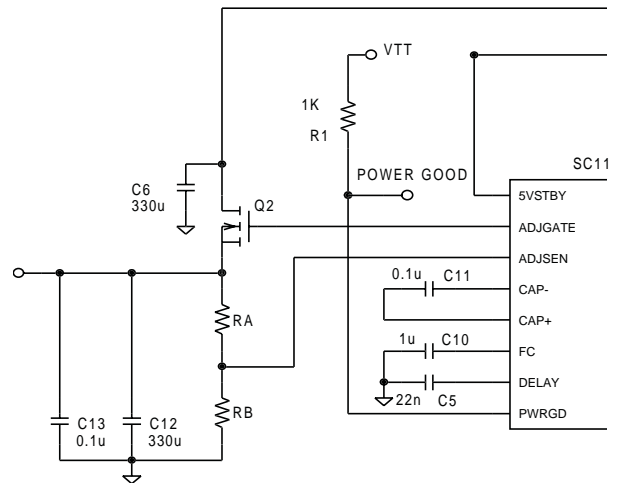 VTT
1K
R1
SC11
POWER GOOD
C6
330u
Q2
5VSTBY
ADJGATE
ADJSEN
0.1u C11
CAP-
CAP+
RA
1u C10
FC
DELAY
22n C5
PWRGD
RB
C13
0.1u
C12
330u